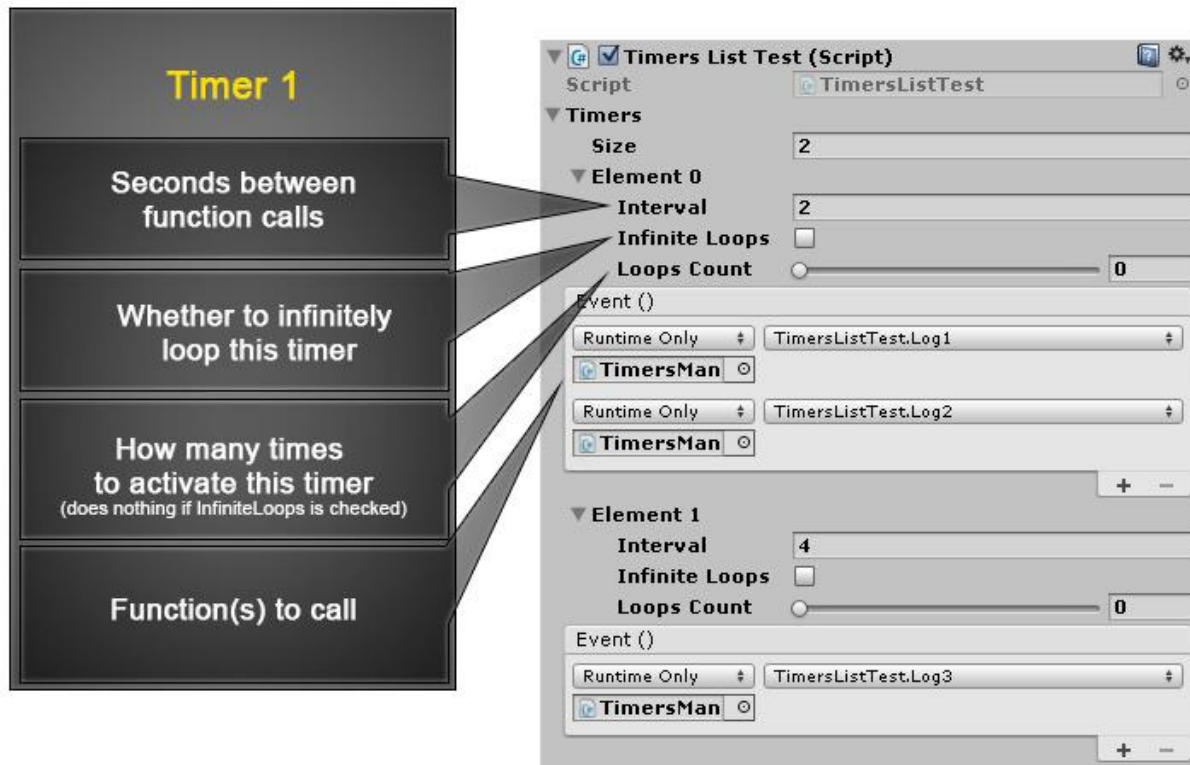 Timer 1
Seconds between
function calls
Whether to infinitely
loop this timer
How many times
to activate this timer
(does nothing if InfiniteLoops is checked)
Function(s) to call
Timers List Test (Script)
Script TimersListTest
Timers
Size 2
Element 0
Interval 2
Infinite Loops
Loops Count 0
Event ()
Runtime Only TimersListTest.Log1
TimersMan
Runtime Only TimersListTest.Log2
TimersMan
+ −
Element 1
Interval 4
Infinite Loops
Loops Count 0
Event ()
Runtime Only TimersListTest.Log3
TimersMan
+ −